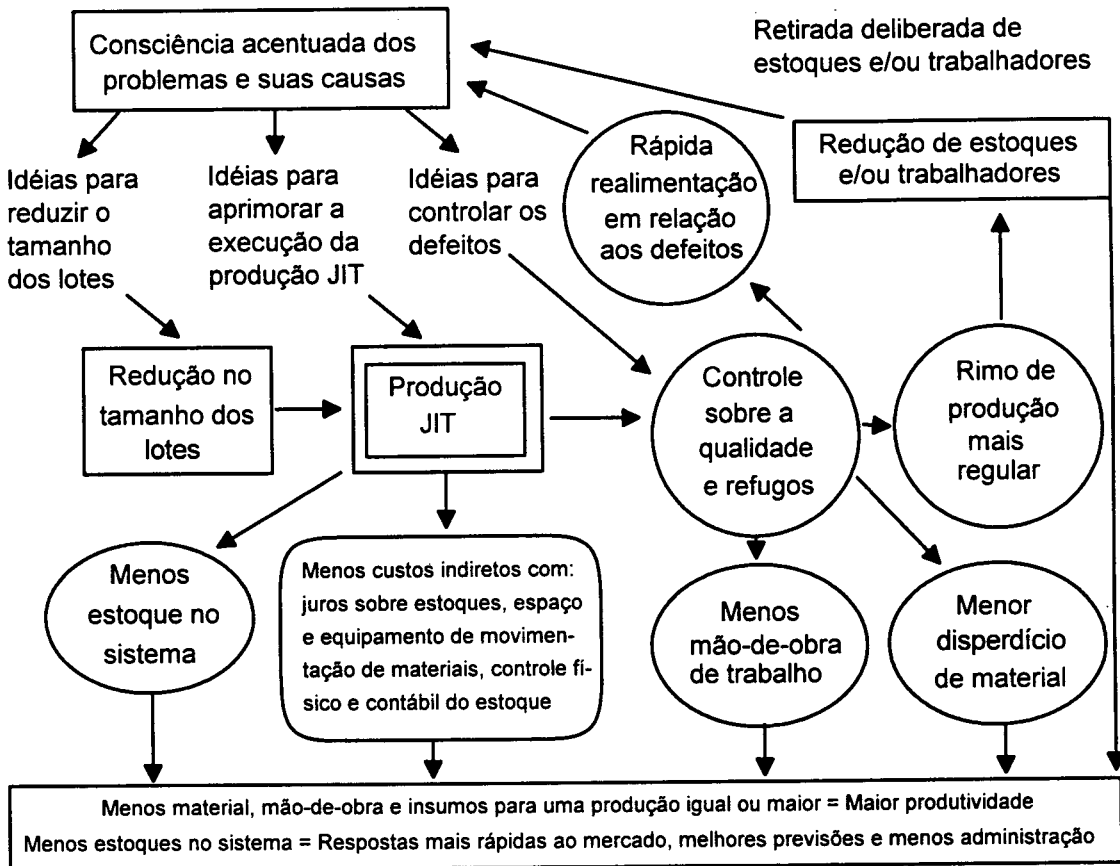 Consciência acentuada dos
problemas e suas causas
Retirada deliberada de
estoques e/ou trabalhadores
Rápida
realimentação
em relação
aos defeitos
Redução de estoques
e/ou trabalhadores
Idéias para
reduzir o
tamanho
dos lotes
Idéias para
aprimorar a
execução da
produção JIT
Idéias para
controlar os
defeitos
Redução no
tamanho dos
lotes
Produção
JIT
Controle
sobre a
qualidade
e refugos
Rimo de
produção
mais
regular
Menos
estoque no
sistema
Menos custos indiretos com:
juros sobre estoques, espaço
e equipamento de movimen-
tação de materiais, controle fí-
sico e contábil do estoque
Menos
mão-de-obra
de trabalho
Menor
disperdício
de material
Menos material, mão-de-obra e insumos para uma produção igual ou maior = Maior produtividade
Menos estoques no sistema = Respostas mais rápidas ao mercado, melhores previsões e menos administração